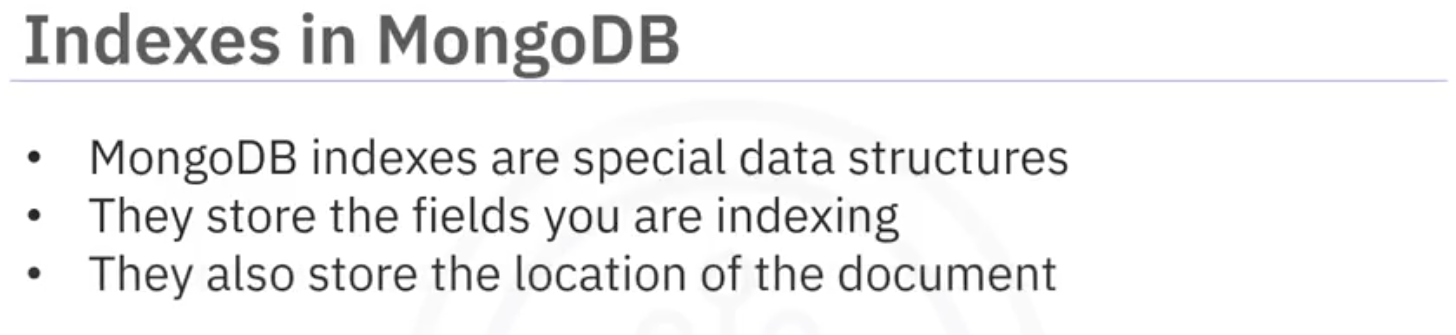 Indexes in MongoDB
• MongoDB indexes are special data structures
• They store the fields you are indexing
• They also store the location of the document